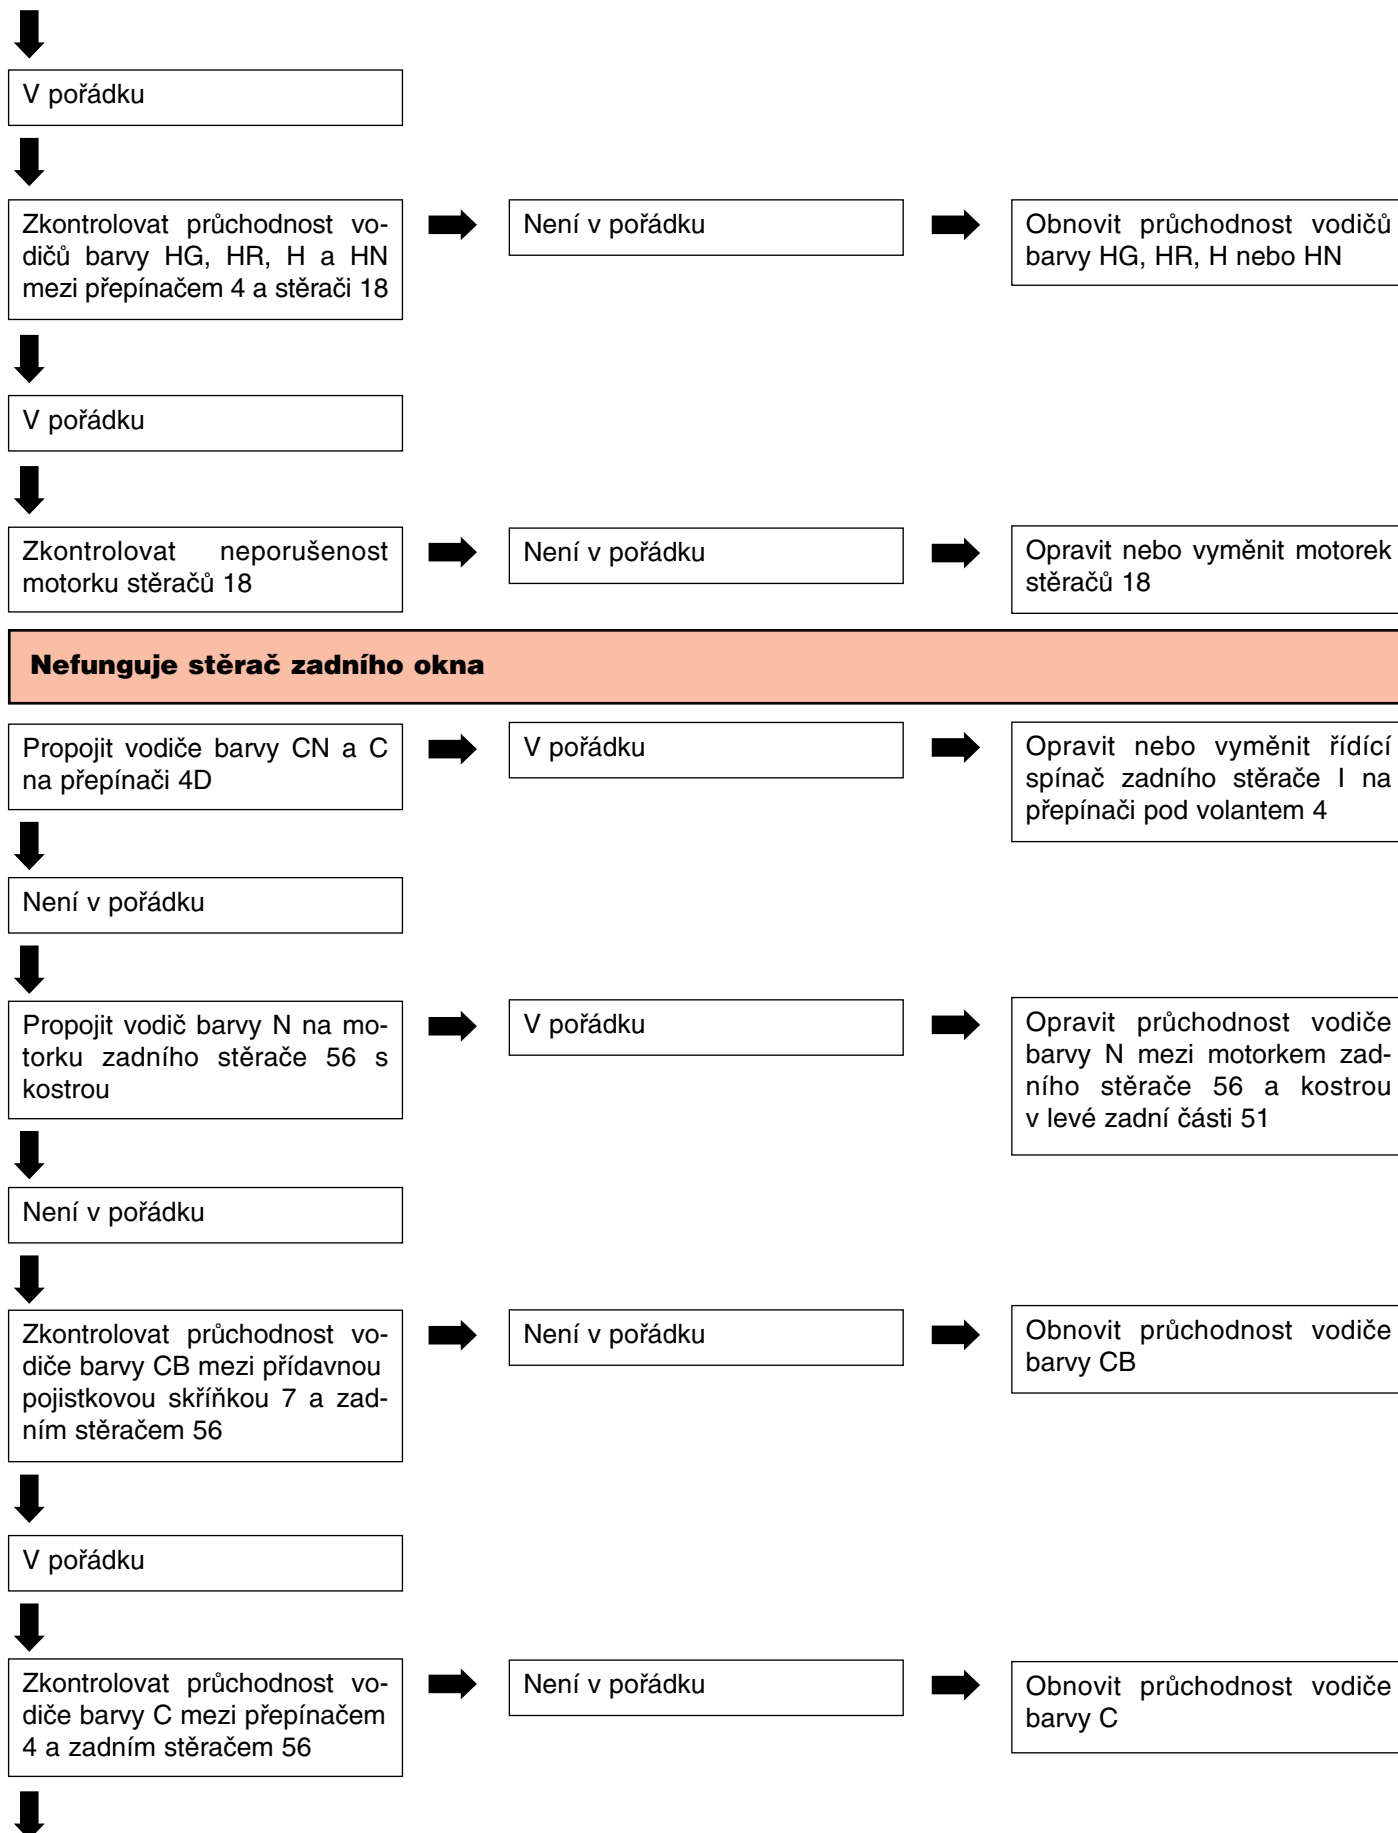 V pořádku
Zkontrolovat průchodnost vo-
dičů barvy HG, HR, H a HN
mezi přepínačem 4 a stěrači 18
Není v pořádku
Obnovit průchodnost vodičů
barvy HG, HR, H nebo HN
V pořádku
Zkontrolovat neporušenost
motorku stěračů 18
Není v pořádku
Opravit nebo vyměnit motorek
stěračů 18
Nefunguje stěrač zadního okna
Propojit vodiče barvy CN a C
na přepínači 4D
V pořádku
Opravit nebo vyměnit řídící
spínač zadního stěrače I na
přepínači pod volantem 4
Není v pořádku
Propojit vodič barvy N na mo-
torku zadního stěrače 56 s
kostrou
V pořádku
Opravit průchodnost vodiče
barvy N mezi motorkem zad-
ního stěrače 56 a kostrou
v levé zadní části 51
Není v pořádku
Zkontrolovat průchodnost vo-
diče barvy CB mezi přídavnou
pojistkovou skříňkou 7 a zad-
ním stěračem 56
Není v pořádku
Obnovit průchodnost vodiče
barvy CB
V pořádku
Zkontrolovat průchodnost vo-
diče barvy C mezi přepínačem
4 a zadním stěračem 56
Není v pořádku
Obnovit průchodnost vodiče
barvy C